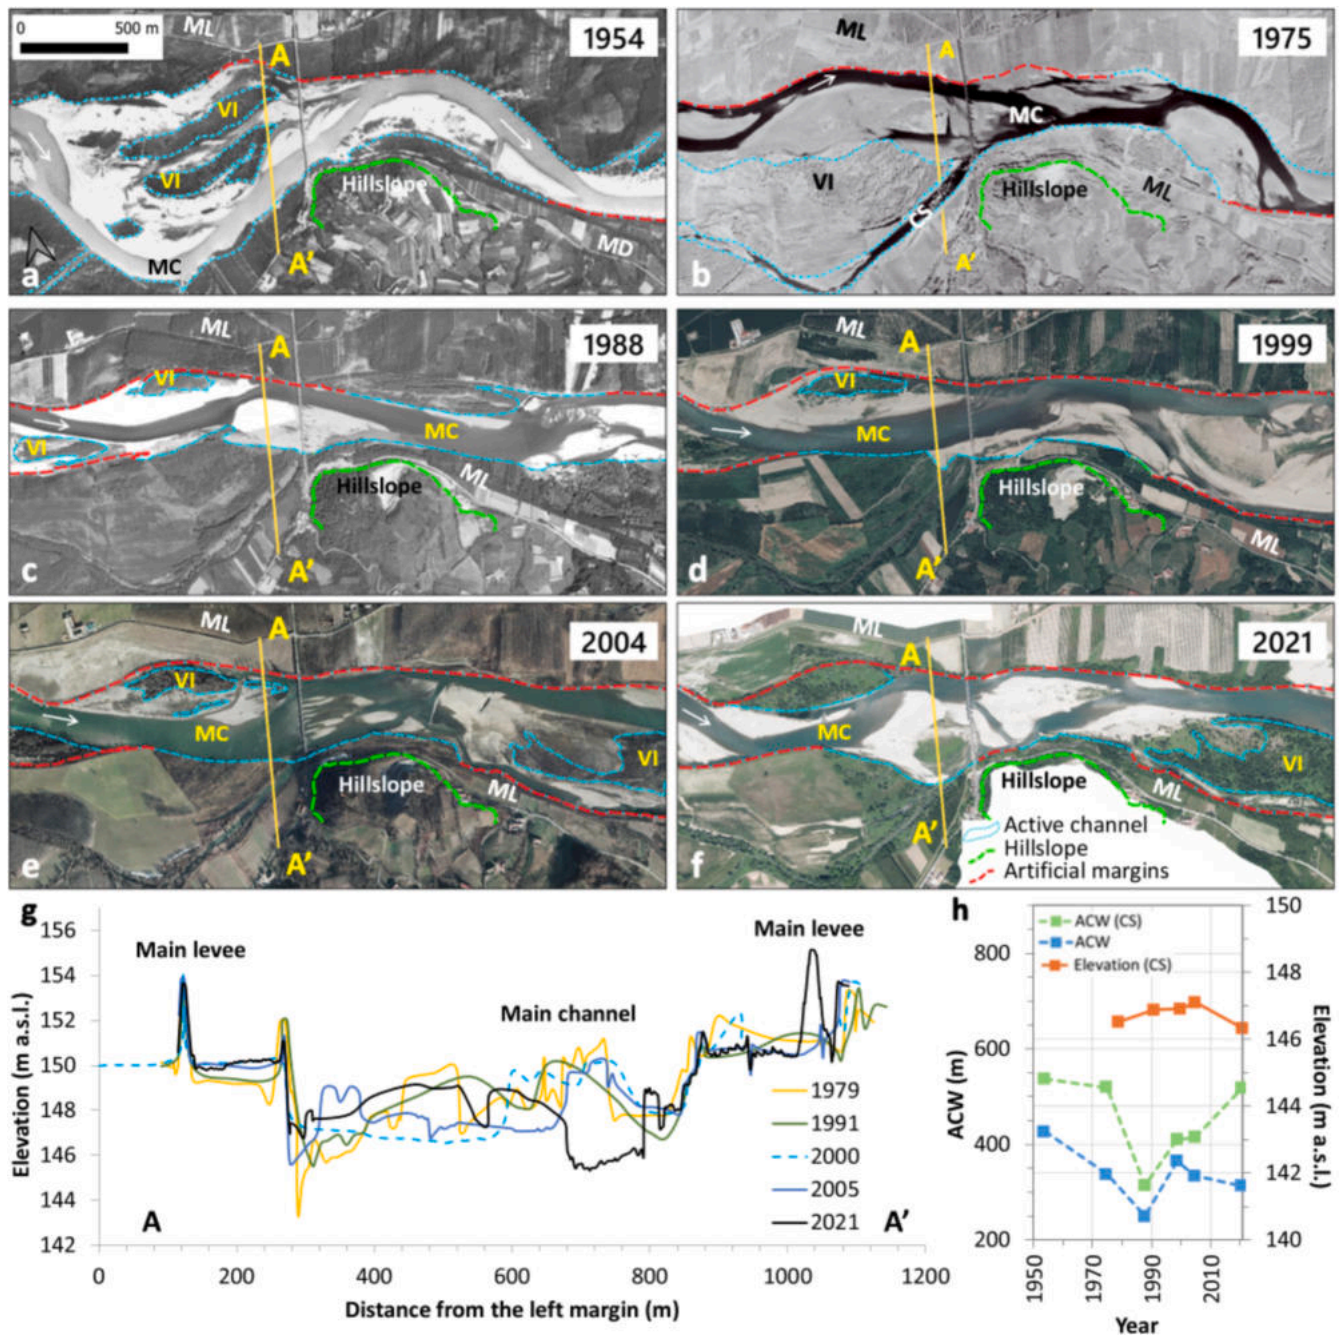 0 500 m
ML
1954
A
VI
VI
Hillslope
MD
A'
MC
a
1975
ML
A
MC
VI
CS
Hillslope
ML
A'
b
1988
ML
A
VI
VI
MC
Hillslope
ML
A'
c
1999
ML
A
VI
MC
Hillslope
ML
A'
d
2004
ML
A
VI
MC
VI
Hillslope
ML
A'
e
2021
ML
A
MC
VI
Hillslope
ML
A'
Active channel
Hillslope
Artificial margins
f
g
Elevation (m a.s.l.)
156
154
152
150
148
146
144
142
Main levee
Main channel
Main levee
1979
1991
2000
2005
2021
A
A'
0 200 400 600 800 1000 1200
Distance from the left margin (m)
h
ACW (m)
800
600
400
200
ACW (CS)
ACW
Elevation (CS)
150
148
146
144
142
140
Elevation (m a.s.l.)
1950 1970 1990 2010
Year